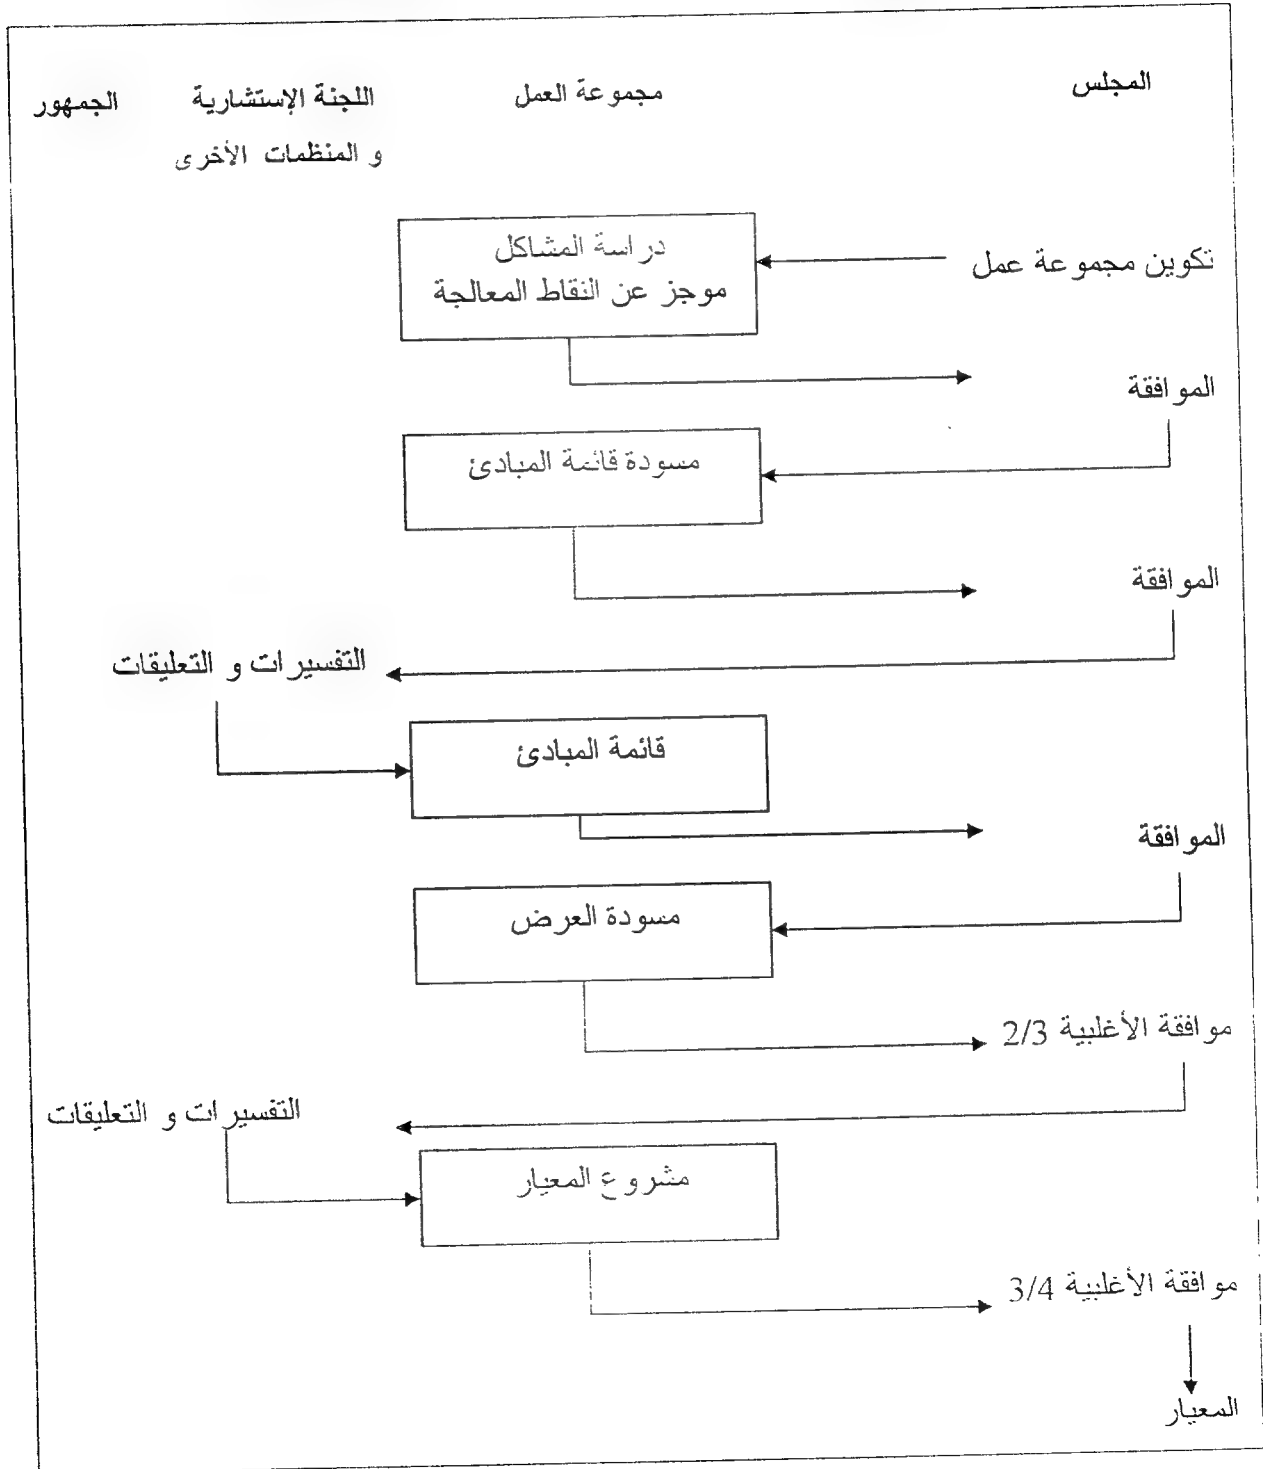 المجلس
مجموعة العمل
اللجنة الإستشارية
و المنظمات الأخرى
الجمهور
تكوين مجموعة عمل
دراسة المشاكل
موجز عن النقاط المعالجة
الموافقة
مسودة قائمة المبادئ
الموافقة
التفسيرات و التعليقات
قائمة المبادئ
الموافقة
مسودة العرض
موافقة الأغلبية 2/3
التفسيرات و التعليقات
مشروع المعيار
موافقة الأغلبية 3/4
المعيار